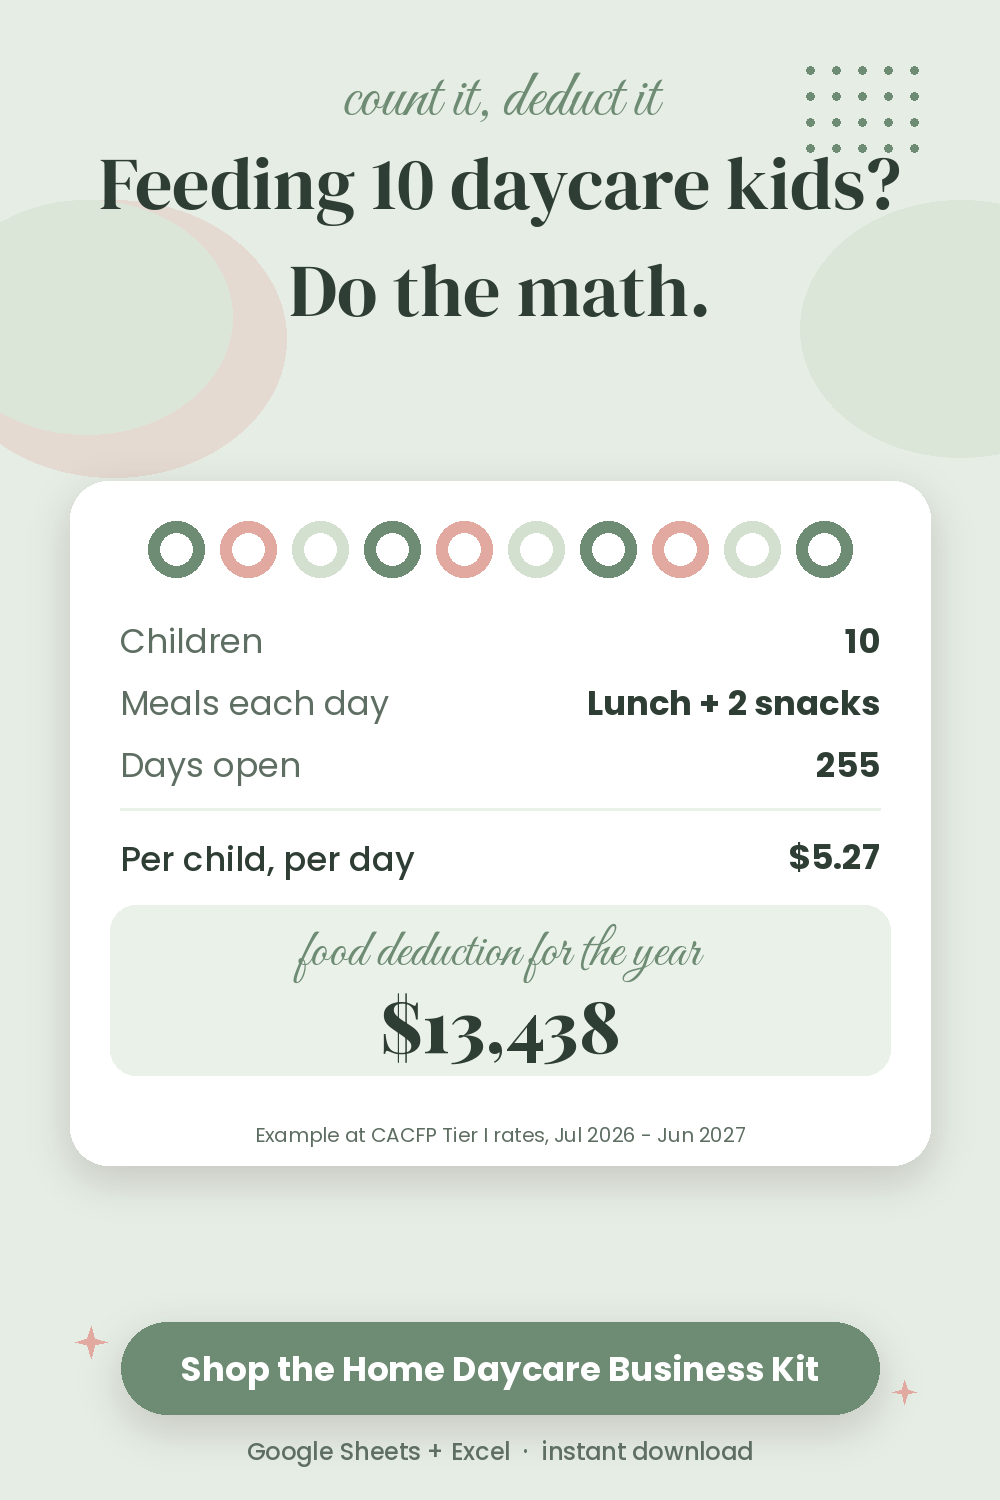 count it, deduct it
Feeding 10 daycare kids?
Do the math.
Children 10
Meals each day Lunch + 2 snacks
Days open 255
Per child, per day $5.27
food deduction for the year
$13,438
Example at CACFP Tier I rates, Jul 2026 - Jun 2027
Shop the Home Daycare Business Kit
Google Sheets + Excel · instant download